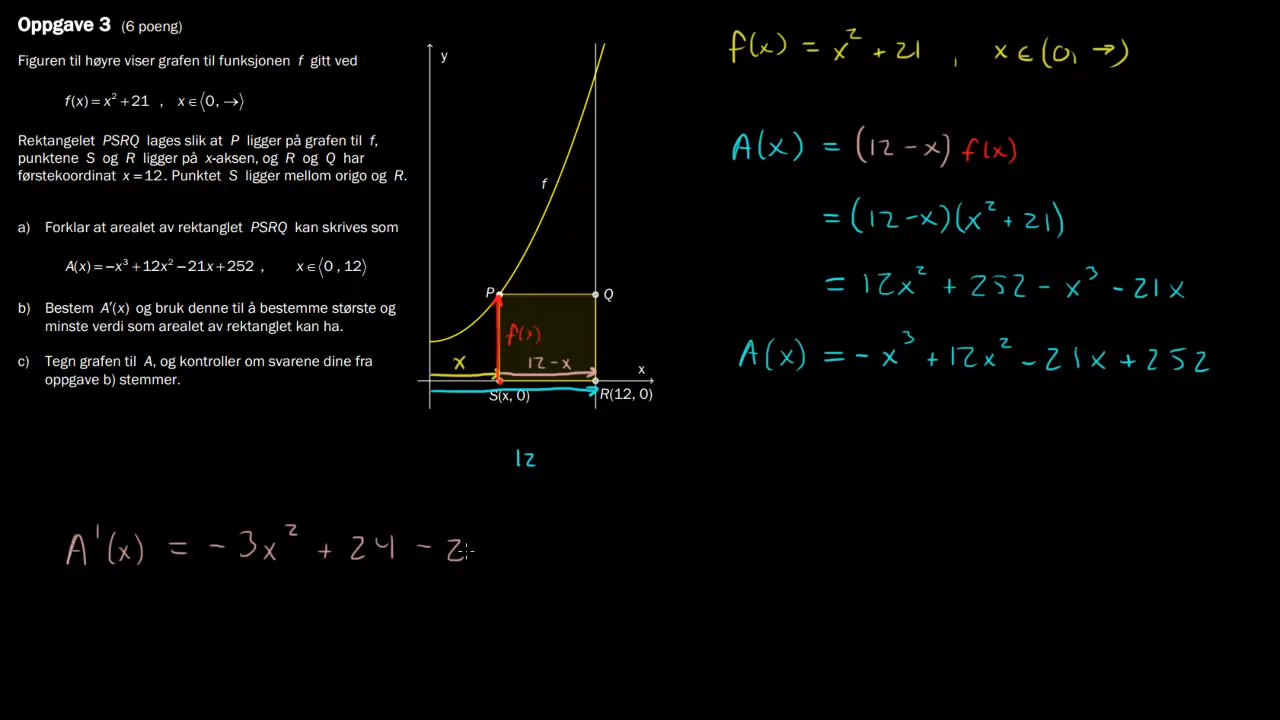 Oppgave 3 (6 poeng)
Figuren til høyre viser grafen til funksjonen f gitt ved
f(x) = x² + 21 , x ∈ ⟨0, →⟩
Rektangelet PSRQ lages slik at P ligger på grafen til f,
punktene S og R ligger på x-aksen, og R og Q har
førstekoordinat x = 12. Punktet S ligger mellom origo og R.
a) Forklar at arealet av rektanglet PSRQ kan skrives som
A(x) = −x³ + 12x² − 21x + 252 , x ∈ ⟨0 , 12⟩
b) Bestem A′(x) og bruk denne til å bestemme største og
minste verdi som arealet av rektanglet kan ha.
c) Tegn grafen til A, og kontroller om svarene dine fra
oppgave b) stemmer.
y
f
P
Q
f(x)
x
12 − x
x
S(x, 0)
R(12, 0)
12
f(x) = x² + 21 , x ∈ (0, →)
A(x) = (12 − x) f(x)
= (12 − x)(x² + 21)
= 12x² + 252 − x³ − 21x
A(x) = − x³ + 12x² − 21x + 252
A'(x) = − 3x² + 24 − 2